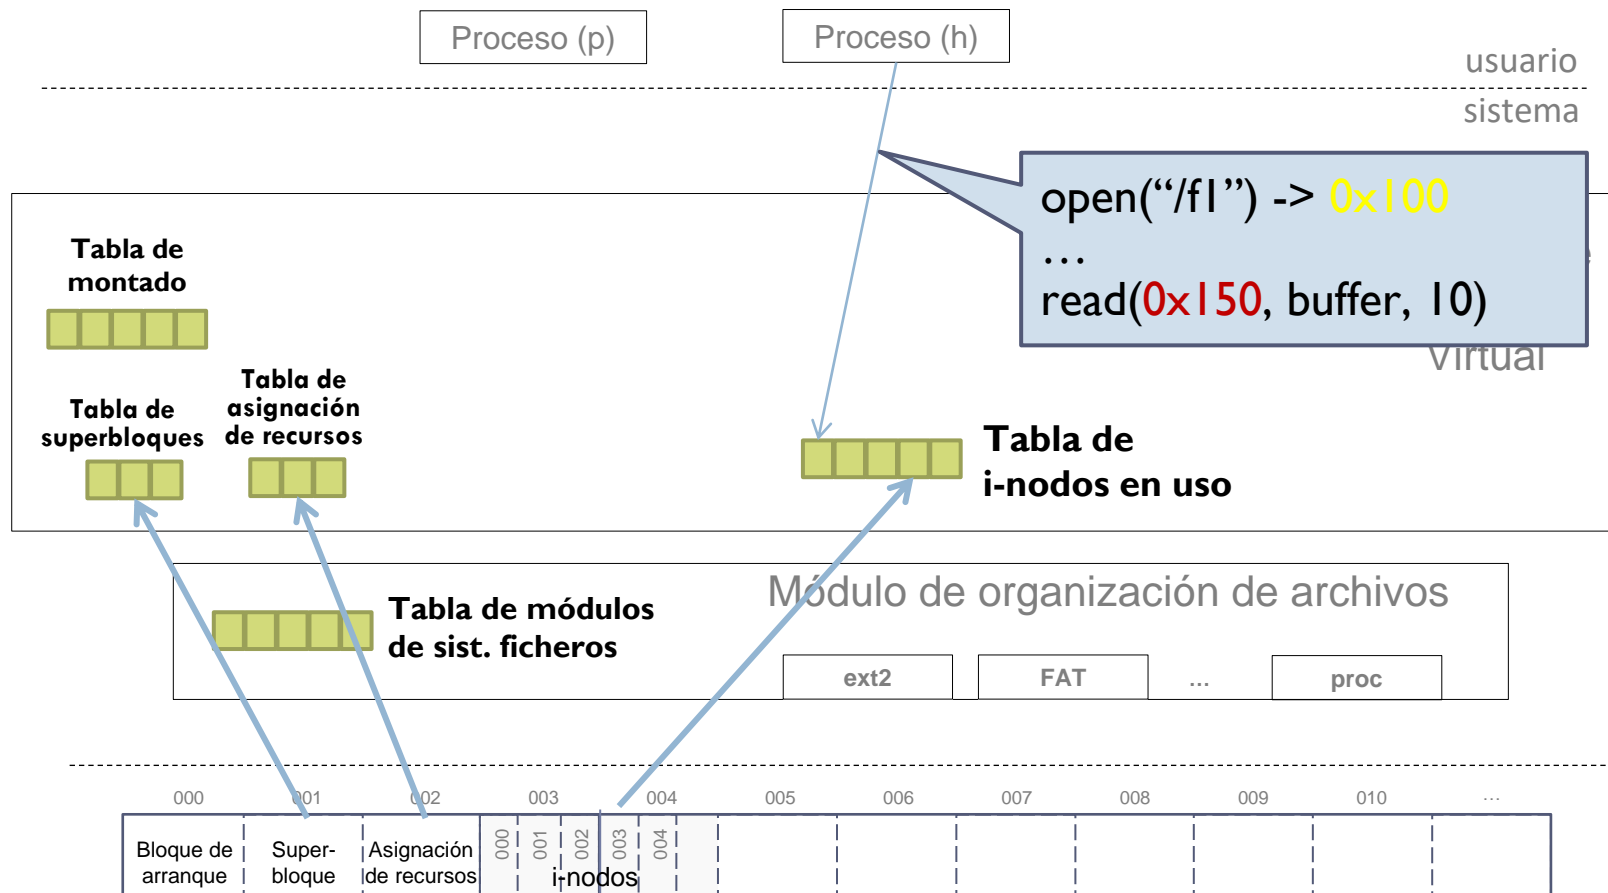 Proceso (p)
Proceso (h)
usuario
sistema
open(“/f1”) -> 0x100
…
read(0x150, buffer, 10)
Virtual
Tabla de
montado
Tabla de
superbloques
Tabla de
asignación
de recursos
Tabla de
i-nodos en uso
Módulo de organización de archivos
Tabla de módulos
de sist. ficheros
ext2
FAT
...
proc
000
001
002
003
004
005
006
007
008
009
010
...
Bloque de
arranque
Super-
bloque
Asignación
de recursos
000
001
002
003
004
i-nodos